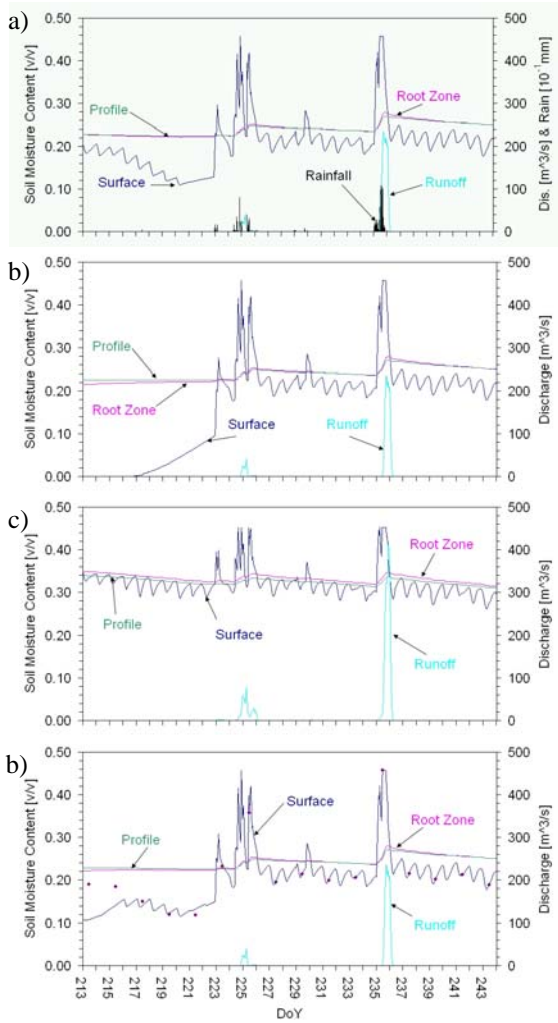 a)
Soil Moisture Content [v/v]
0.50
0.40
0.30
0.20
0.10
0.00
Profile
Surface
Root Zone
Rainfall
Runoff
500
400
300
200
100
0
Dis. [m^3/s] & Rain [10⁻¹mm]
b)
Soil Moisture Content [v/v]
0.50
0.40
0.30
0.20
0.10
0.00
Profile
Root Zone
Surface
Runoff
500
400
300
200
100
0
Discharge [m^3/s]
c)
Soil Moisture Content [v/v]
0.50
0.40
0.30
0.20
0.10
0.00
Profile
Surface
Root Zone
Runoff
500
400
300
200
100
0
Discharge [m^3/s]
b)
Soil Moisture Content [v/v]
0.50
0.40
0.30
0.20
0.10
0.00
Profile
Surface
Root Zone
Runoff
500
400
300
200
100
0
Discharge [m^3/s]
213 215 217 219 221 223 225 227 229 231 233 235 237 239 241 243
DoY